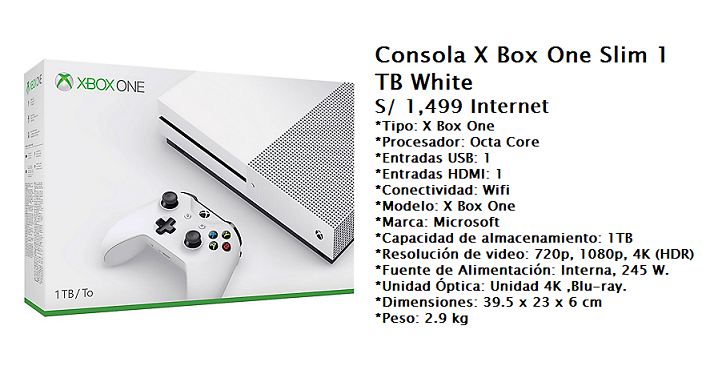 XBOX ONE
XBOX ONE
1TB/To
Consola X Box One Slim 1
TB White
S/ 1,499 Internet
*Tipo: X Box One
*Procesador: Octa Core
*Entradas USB: 1
*Entradas HDMI: 1
*Conectividad: Wifi
*Modelo: X Box One
*Marca: Microsoft
*Capacidad de almacenamiento: 1TB
*Resolución de video: 720p, 1080p, 4K (HDR)
*Fuente de Alimentación: Interna, 245 W.
*Unidad Óptica: Unidad 4K ,Blu-ray.
*Dimensiones: 39.5 x 23 x 6 cm
*Peso: 2.9 kg